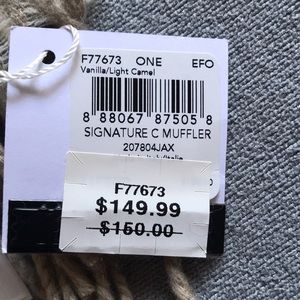 F77673 ONE EFO
Vanilla/Light Camel
8 88067 87505 8
SIGNATURE C MUFFLER
207804JAX
F77673
$149.99
$150.00